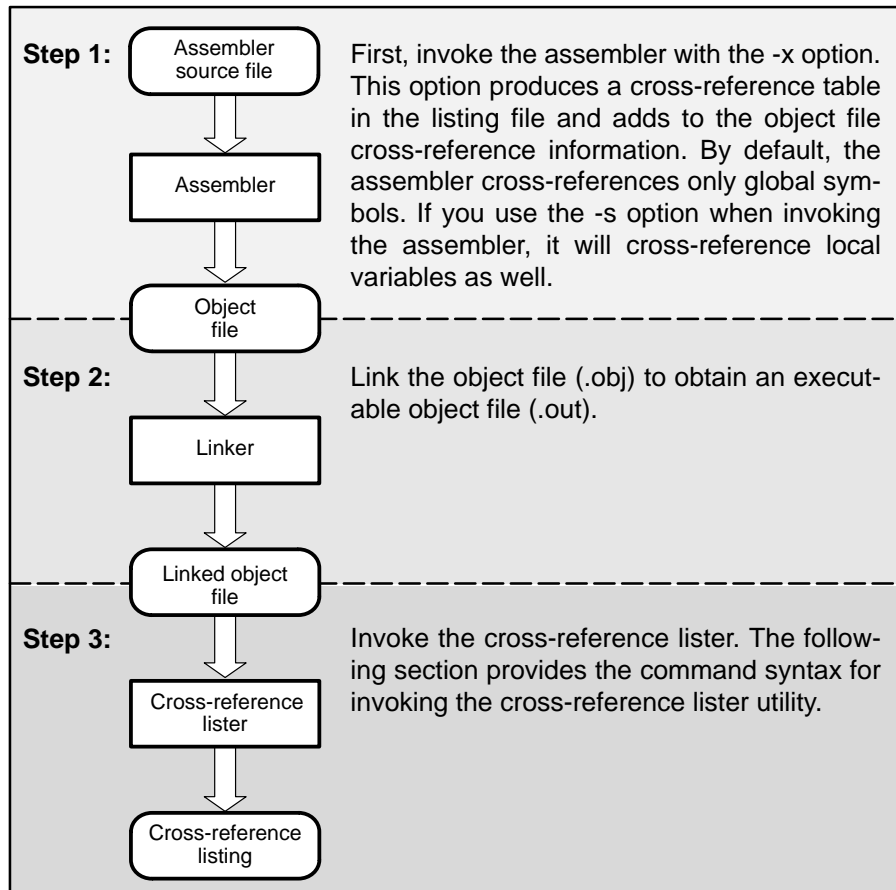 Step 1:
Assembler
source file
First, invoke the assembler with the -x option.
This option produces a cross-reference table
in the listing file and adds to the object file
cross-reference information. By default, the
assembler cross-references only global sym-
bols. If you use the -s option when invoking
the assembler, it will cross-reference local
variables as well.
Assembler
Object
file
Step 2:
Link the object file (.obj) to obtain an execut-
able object file (.out).
Linker
Linked object
file
Step 3:
Invoke the cross-reference lister. The follow-
ing section provides the command syntax for
invoking the cross-reference lister utility.
Cross-reference
lister
Cross-reference
listing